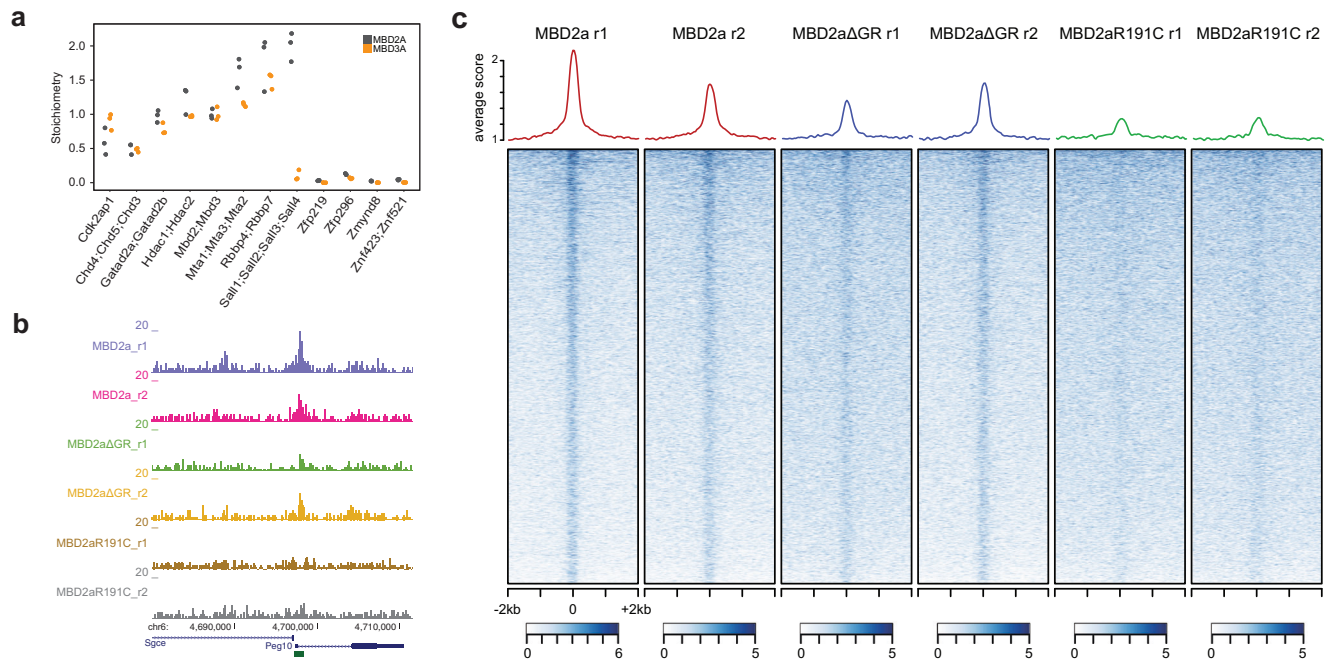 a
MBD2A
MBD3A
Stoichiometry
2.0
1.5
1.0
0.5
0.0
Cdk2ap1
Chd4;Chd5;Chd3
Gatad2a;Gatad2b
Hdac1;Hdac2
Mbd2;Mbd3
Mta1;Mta3;Mta2
Rbbp4;Rbbp7
Sall1;Sall2;Sall3;Sall4
Zfp219
Zfp296
Zmynd8
Znf423;Znf521
b
20
MBD2a_r1
20
MBD2a_r2
20
MBD2aΔGR_r1
20
MBD2aΔGR_r2
20
MBD2aR191C_r1
20
MBD2aR191C_r2
chr6: 4,690,000 4,700,000 4,710,000
Sgce
Peg10
c
MBD2a r1 MBD2a r2 MBD2aΔGR r1 MBD2aΔGR r2 MBD2aR191C r1 MBD2aR191C r2
average score
2
1
-2kb 0 +2kb
0 2 4 6 0 5 0 5 0 5 0 5 0 5